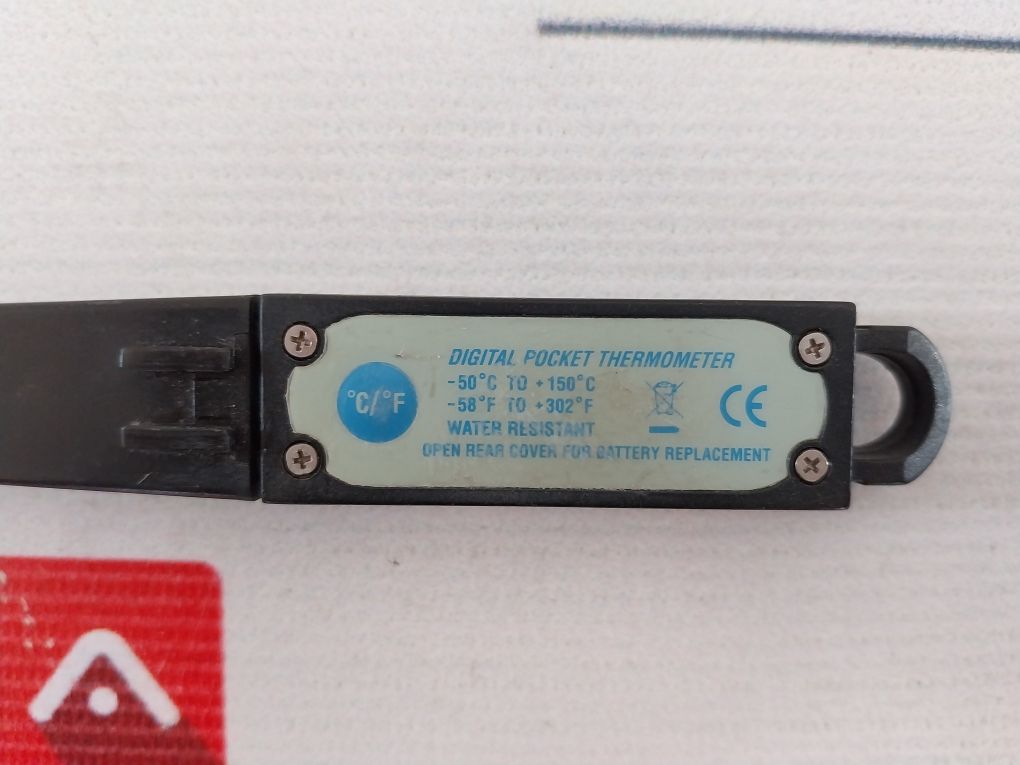 DIGITAL POCKET THERMOMETER
°C/°F
-50°C TO +150°C
-58°F TO +302°F
WATER RESISTANT
OPEN REAR COVER FOR BATTERY REPLACEMENT
CE